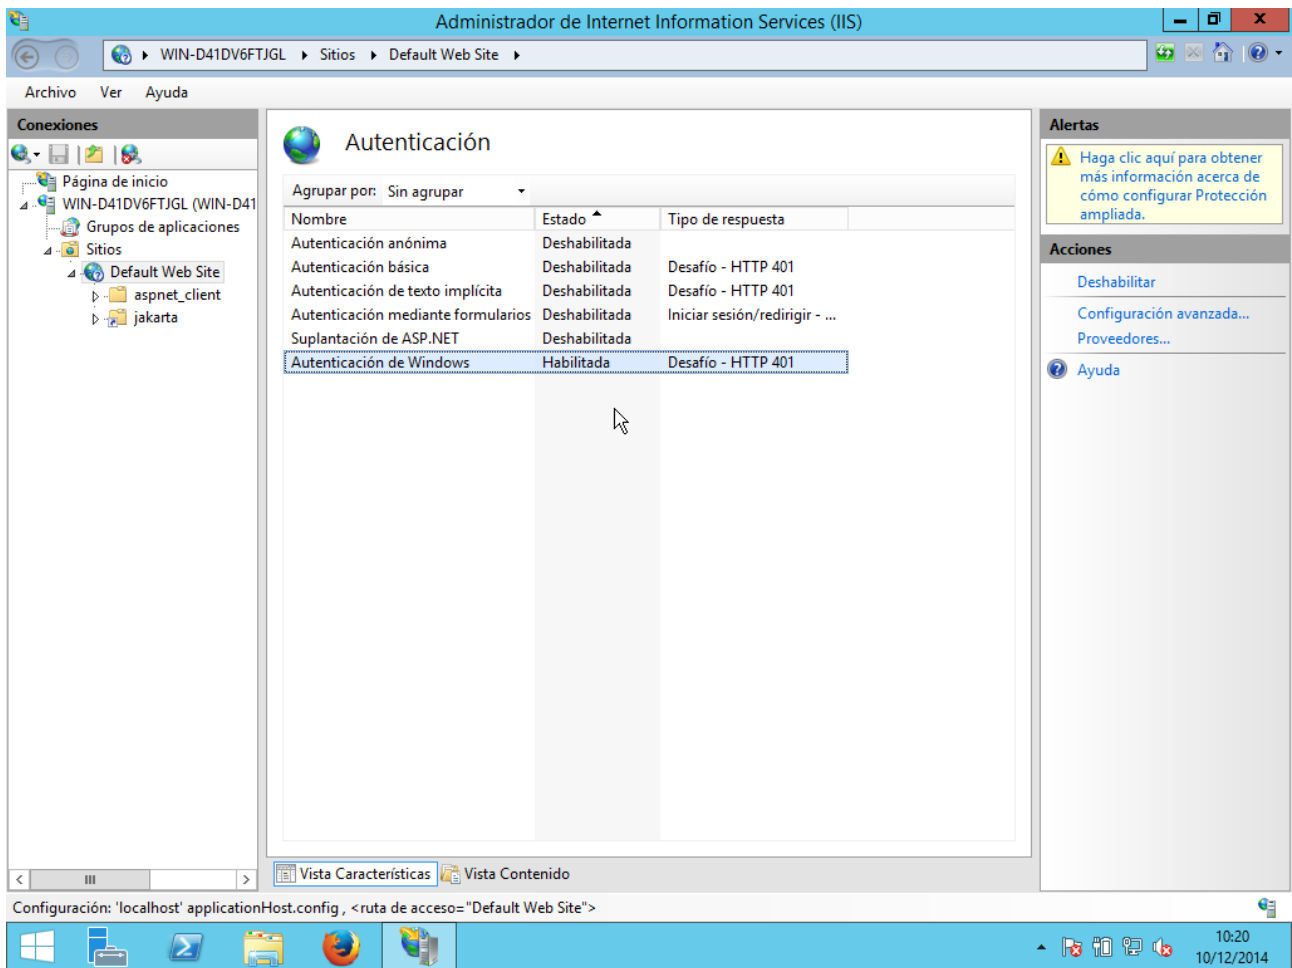 Administrador de Internet Information Services (IIS)
WIN-D41DV6FTJGL Sitios Default Web Site
Archivo Ver Ayuda
Conexiones
Página de inicio
WIN-D41DV6FTJGL (WIN-D41
Grupos de aplicaciones
Sitios
Default Web Site
aspnet_client
jakarta
Autenticación
Agrupar por: Sin agrupar
Nombre Estado Tipo de respuesta
Autenticación anónima Deshabilitada
Autenticación básica Deshabilitada Desafío - HTTP 401
Autenticación de texto implícita Deshabilitada Desafío - HTTP 401
Autenticación mediante formularios Deshabilitada Iniciar sesión/redirigir - ...
Suplantación de ASP.NET Deshabilitada
Autenticación de Windows Habilitada Desafío - HTTP 401
Vista Características Vista Contenido
Alertas
Haga clic aquí para obtener
más información acerca de
cómo configurar Protección
ampliada.
Acciones
Deshabilitar
Configuración avanzada...
Proveedores...
Ayuda
Configuración: 'localhost' applicationHost.config , <ruta de acceso="Default Web Site">
10:20
10/12/2014